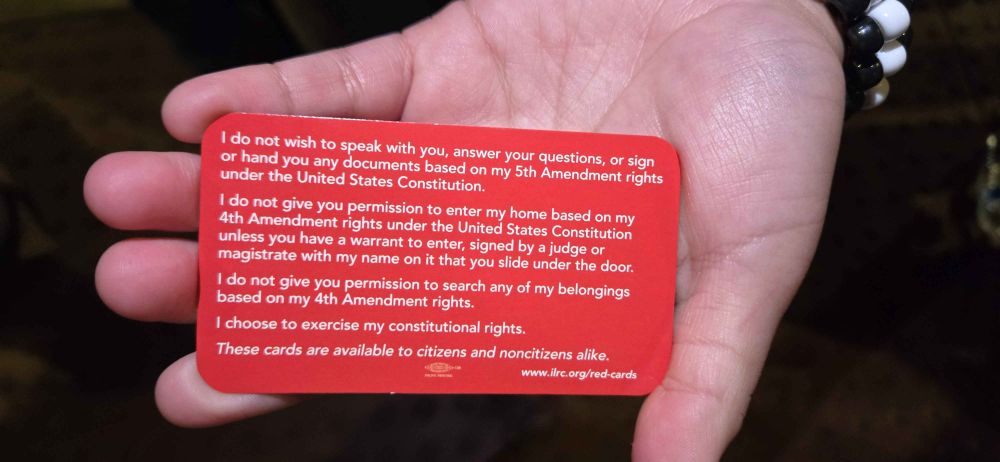 I do not wish to speak with you, answer your questions, or sign
or hand you any documents based on my 5th Amendment rights
under the United States Constitution.
I do not give you permission to enter my home based on my
4th Amendment rights under the United States Constitution
unless you have a warrant to enter, signed by a judge or
magistrate with my name on it that you slide under the door.
I do not give you permission to search any of my belongings
based on my 4th Amendment rights.
I choose to exercise my constitutional rights.
These cards are available to citizens and noncitizens alike.
www.ilrc.org/red-cards